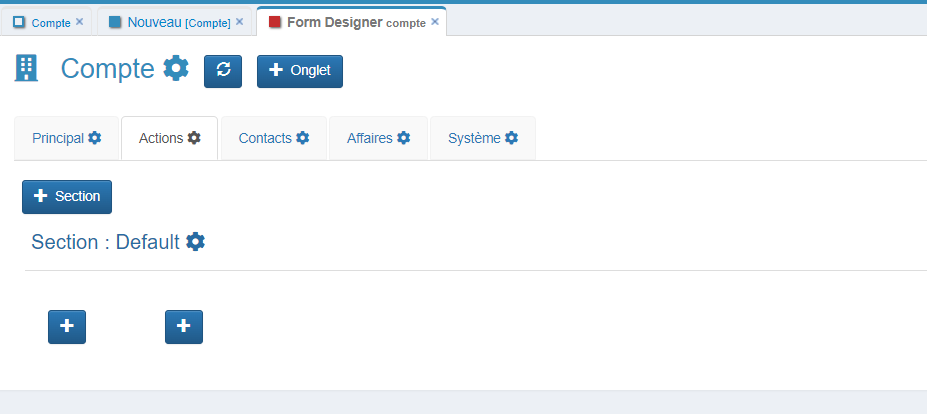 Compte × Nouveau [Compte] × Form Designer compte ×
Compte Onglet
Principal Actions Contacts Affaires Système
Section
Section : Default